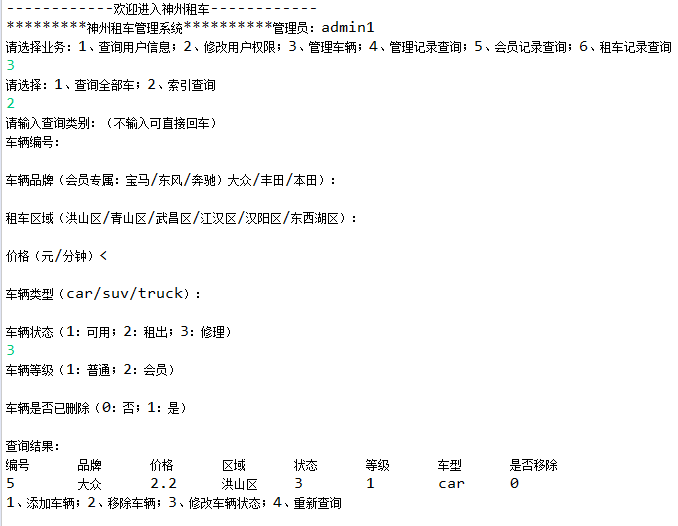 ------------欢迎进入神州租车------------
*********神州租车管理系统**********管理员：admin1
请选择业务：1、查询用户信息；2、修改用户权限；3、管理车辆；4、管理记录查询；5、会员记录查询；6、租车记录查询
3
请选择：1、查询全部车；2、索引查询
2
请输入查询类别：（不输入可直接回车）
车辆编号：
车辆品牌（会员专属：宝马/东风/奔驰）大众/丰田/本田）：
租车区域（洪山区/青山区/武昌区/江汉区/汉阳区/东西湖区）：
价格（元/分钟）<
车辆类型（car/suv/truck）：
车辆状态（1：可用；2：租出；3：修理）
3
车辆等级（1：普通；2：会员）
车辆是否已删除（0：否；1：是）
查询结果：
编号 品牌 价格 区域 状态 等级 车型 是否移除
5 大众 2.2 洪山区 3 1 car 0
1、添加车辆；2、移除车辆；3、修改车辆状态；4、重新查询